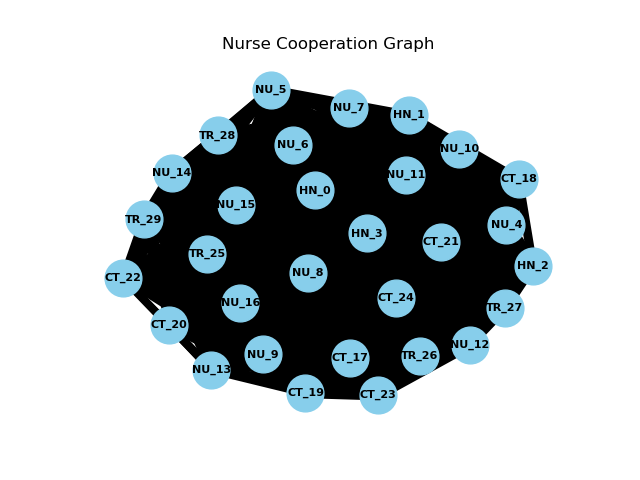 Nurse Cooperation Graph
NU_5
NU_7
HN_1
TR_28
NU_6
NU_10
NU_14
NU_11
CT_18
HN_0
NU_15
TR_29
NU_4
HN_3
CT_21
TR_25
HN_2
NU_8
CT_22
CT_24
NU_16
TR_27
CT_20
NU_12
NU_9
CT_17
TR_26
NU_13
CT_19
CT_23